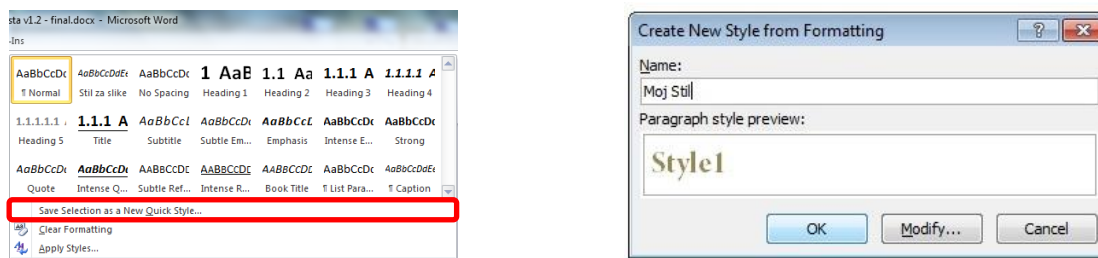 sta v1.2 - final.docx - Microsoft Word
-Ins
AaBbCcDc AaBbCcDdEe AaBbCcDc 1 AaB 1.1 Aa 1.1.1 A 1.1.1.1 A
¶ Normal Stil za slike No Spacing Heading 1 Heading 2 Heading 3 Heading 4
1.1.1.1.1 1.1.1 A AaBbCcL AaBbCcDc AaBbCcL AaBbCcDc AaBbCcDc
Heading 5 Title Subtitle Subtle Em... Emphasis Intense E... Strong
AaBbCcDc AaBbCcDc AABBCCDE AABBCCDE AABBCCDE AaBbCcDc AaBbCcDdEe
Quote Intense Q... Subtle Ref... Intense R... Book Title ¶ List Para... ¶ Caption
Save Selection as a New Quick Style...
Clear Formatting
Apply Styles...
Create New Style from Formatting
Name:
Moj Stil
Paragraph style preview:
Style1
OK Modify... Cancel